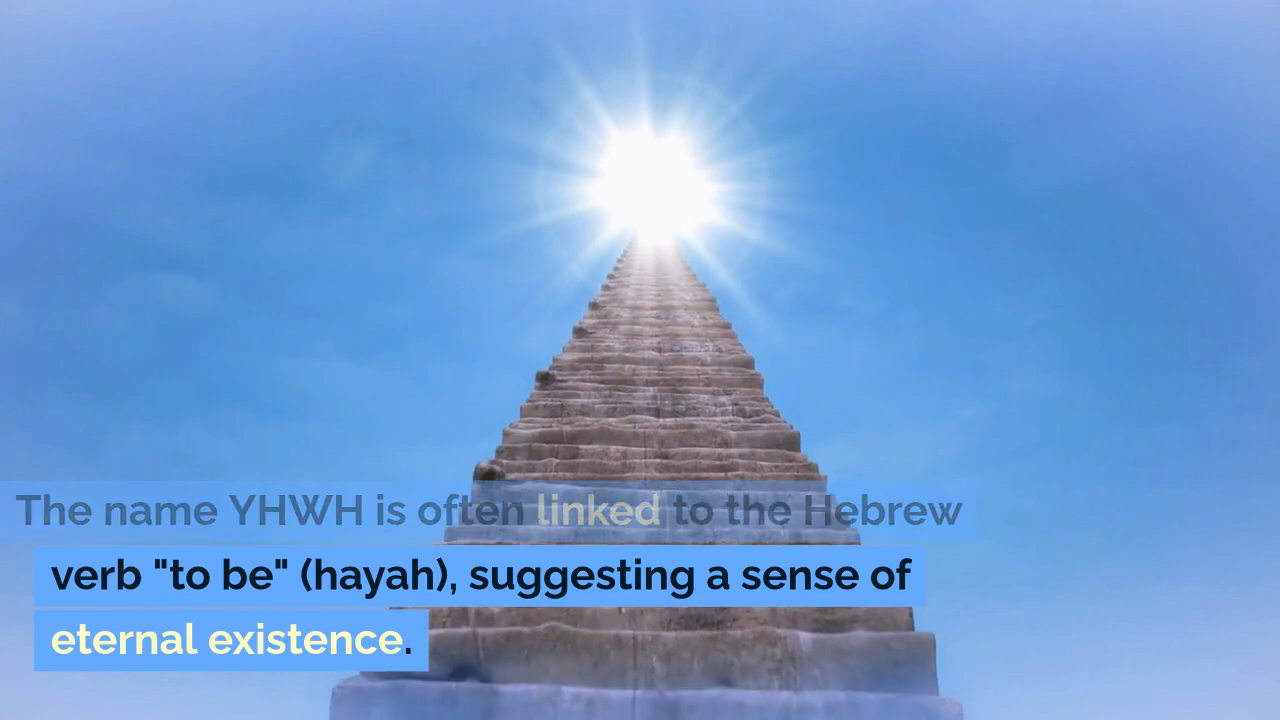 The name YHWH is often linked to the Hebrew
verb "to be" (hayah), suggesting a sense of
eternal existence.